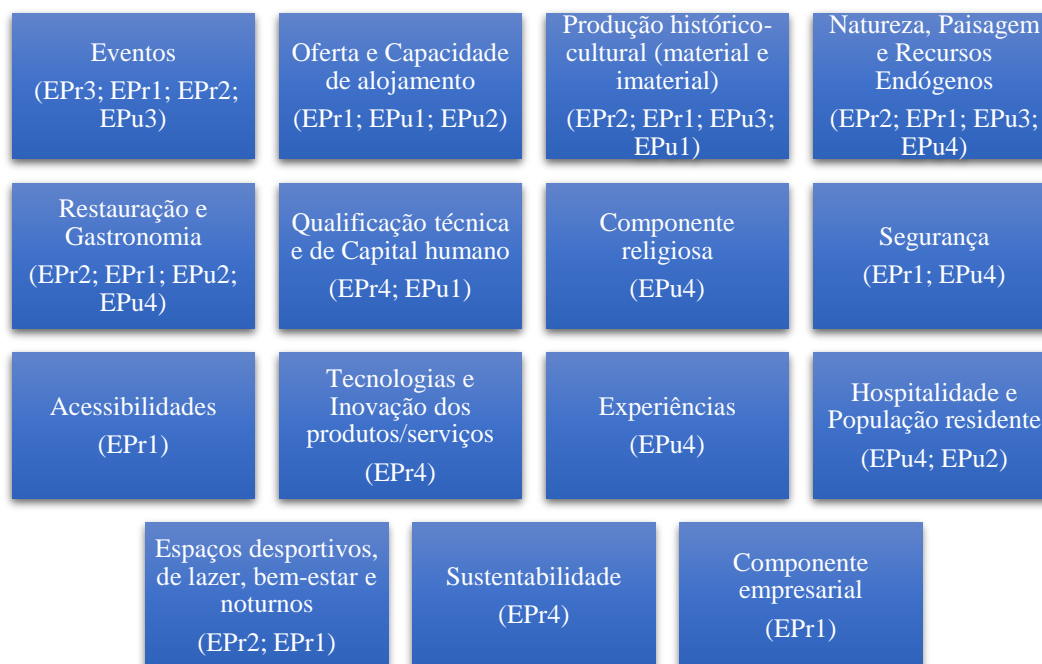 Eventos
(EPr3; EPr1; EPr2;
EPu3)
Oferta e Capacidade
de alojamento
(EPr1; EPu1; EPu2)
Produção histórico-
cultural (material e
imaterial)
(EPr2; EPr1; EPu3;
EPu1)
Natureza, Paisagem
e Recursos
Endógenos
(EPr2; EPr1; EPu3;
EPu4)
Restauração e
Gastronomia
(EPr2; EPr1; EPu2;
EPu4)
Qualificação técnica
e de Capital humano
(EPr4; EPu1)
Componente
religiosa
(EPu4)
Segurança
(EPr1; EPu4)
Acessibilidades
(EPr1)
Tecnologias e
Inovação dos
produtos/serviços
(EPr4)
Experiências
(EPu4)
Hospitalidade e
População residente
(EPu4; EPu2)
Espaços desportivos,
de lazer, bem-estar e
noturnos
(EPr2; EPr1)
Sustentabilidade
(EPr4)
Componente
empresarial
(EPr1)